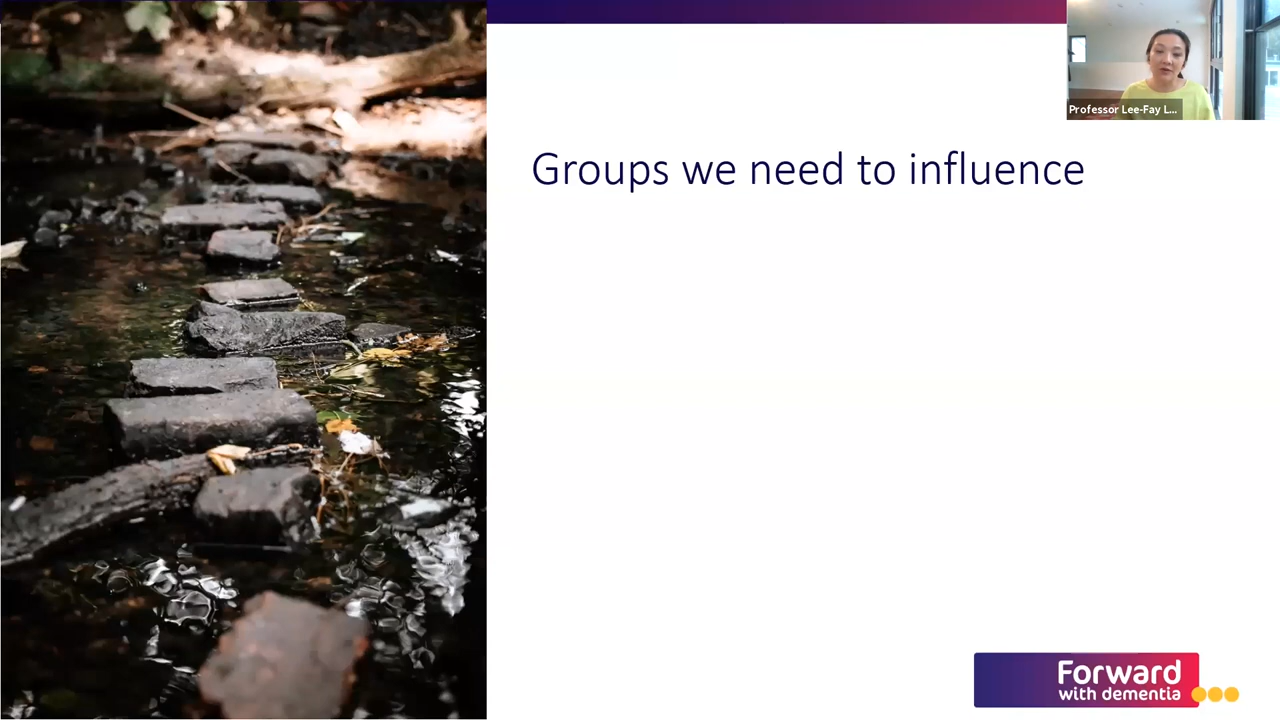 Professor Lee-Fay L...
Groups we need to influence
Forward
with dementia